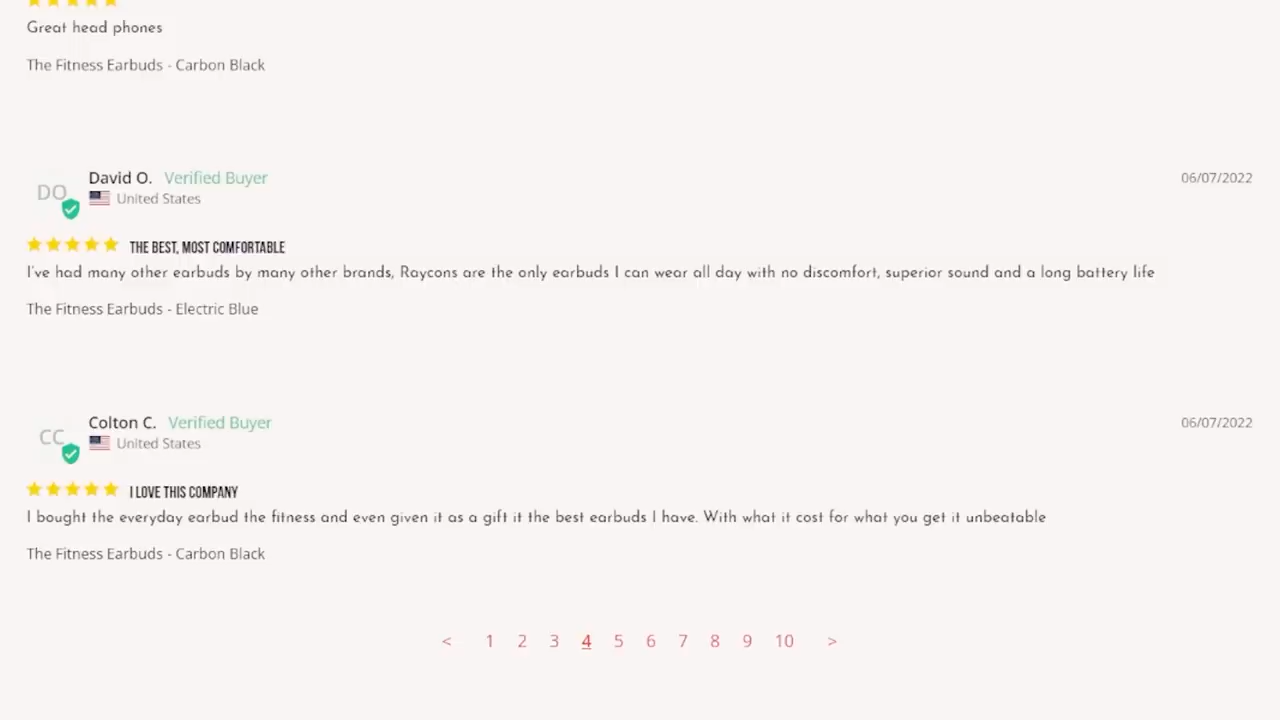 Great head phones
The Fitness Earbuds - Carbon Black
DO David O. Verified Buyer 06/07/2022
United States
THE BEST, MOST COMFORTABLE
I've had many other earbuds by many other brands, Raycons are the only earbuds I can wear all day with no discomfort, superior sound and a long battery life
The Fitness Earbuds - Electric Blue
CC Colton C. Verified Buyer 06/07/2022
United States
I LOVE THIS COMPANY
I bought the everyday earbud the fitness and even given it as a gift it the best earbuds I have. With what it cost for what you get it unbeatable
The Fitness Earbuds - Carbon Black
< 1 2 3 4 5 6 7 8 9 10 >